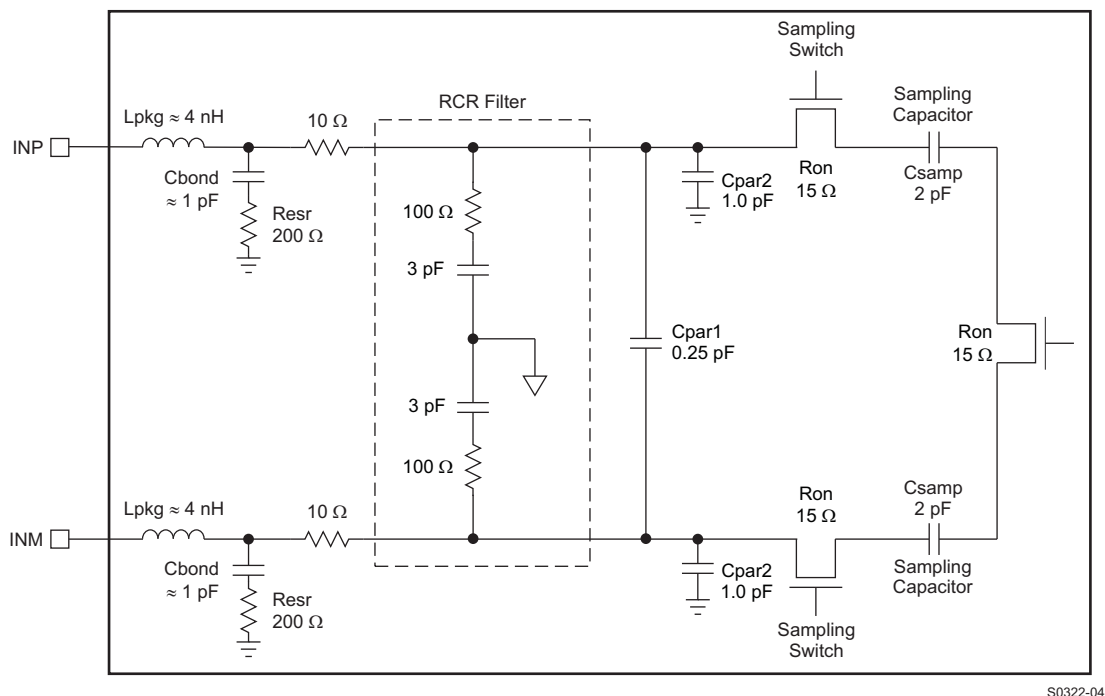 Sampling
Switch
Sampling
Capacitor
RCR Filter
Lpkg ≈ 4 nH
10 Ω
INP
Cbond
≈ 1 pF
Resr
200 Ω
100 Ω
3 pF
Cpar2
1.0 pF
Ron
15 Ω
Csamp
2 pF
Cpar1
0.25 pF
Ron
15 Ω
3 pF
100 Ω
Lpkg ≈ 4 nH
10 Ω
INM
Cbond
≈ 1 pF
Resr
200 Ω
Cpar2
1.0 pF
Ron
15 Ω
Csamp
2 pF
Sampling
Capacitor
Sampling
Switch
S0322-04